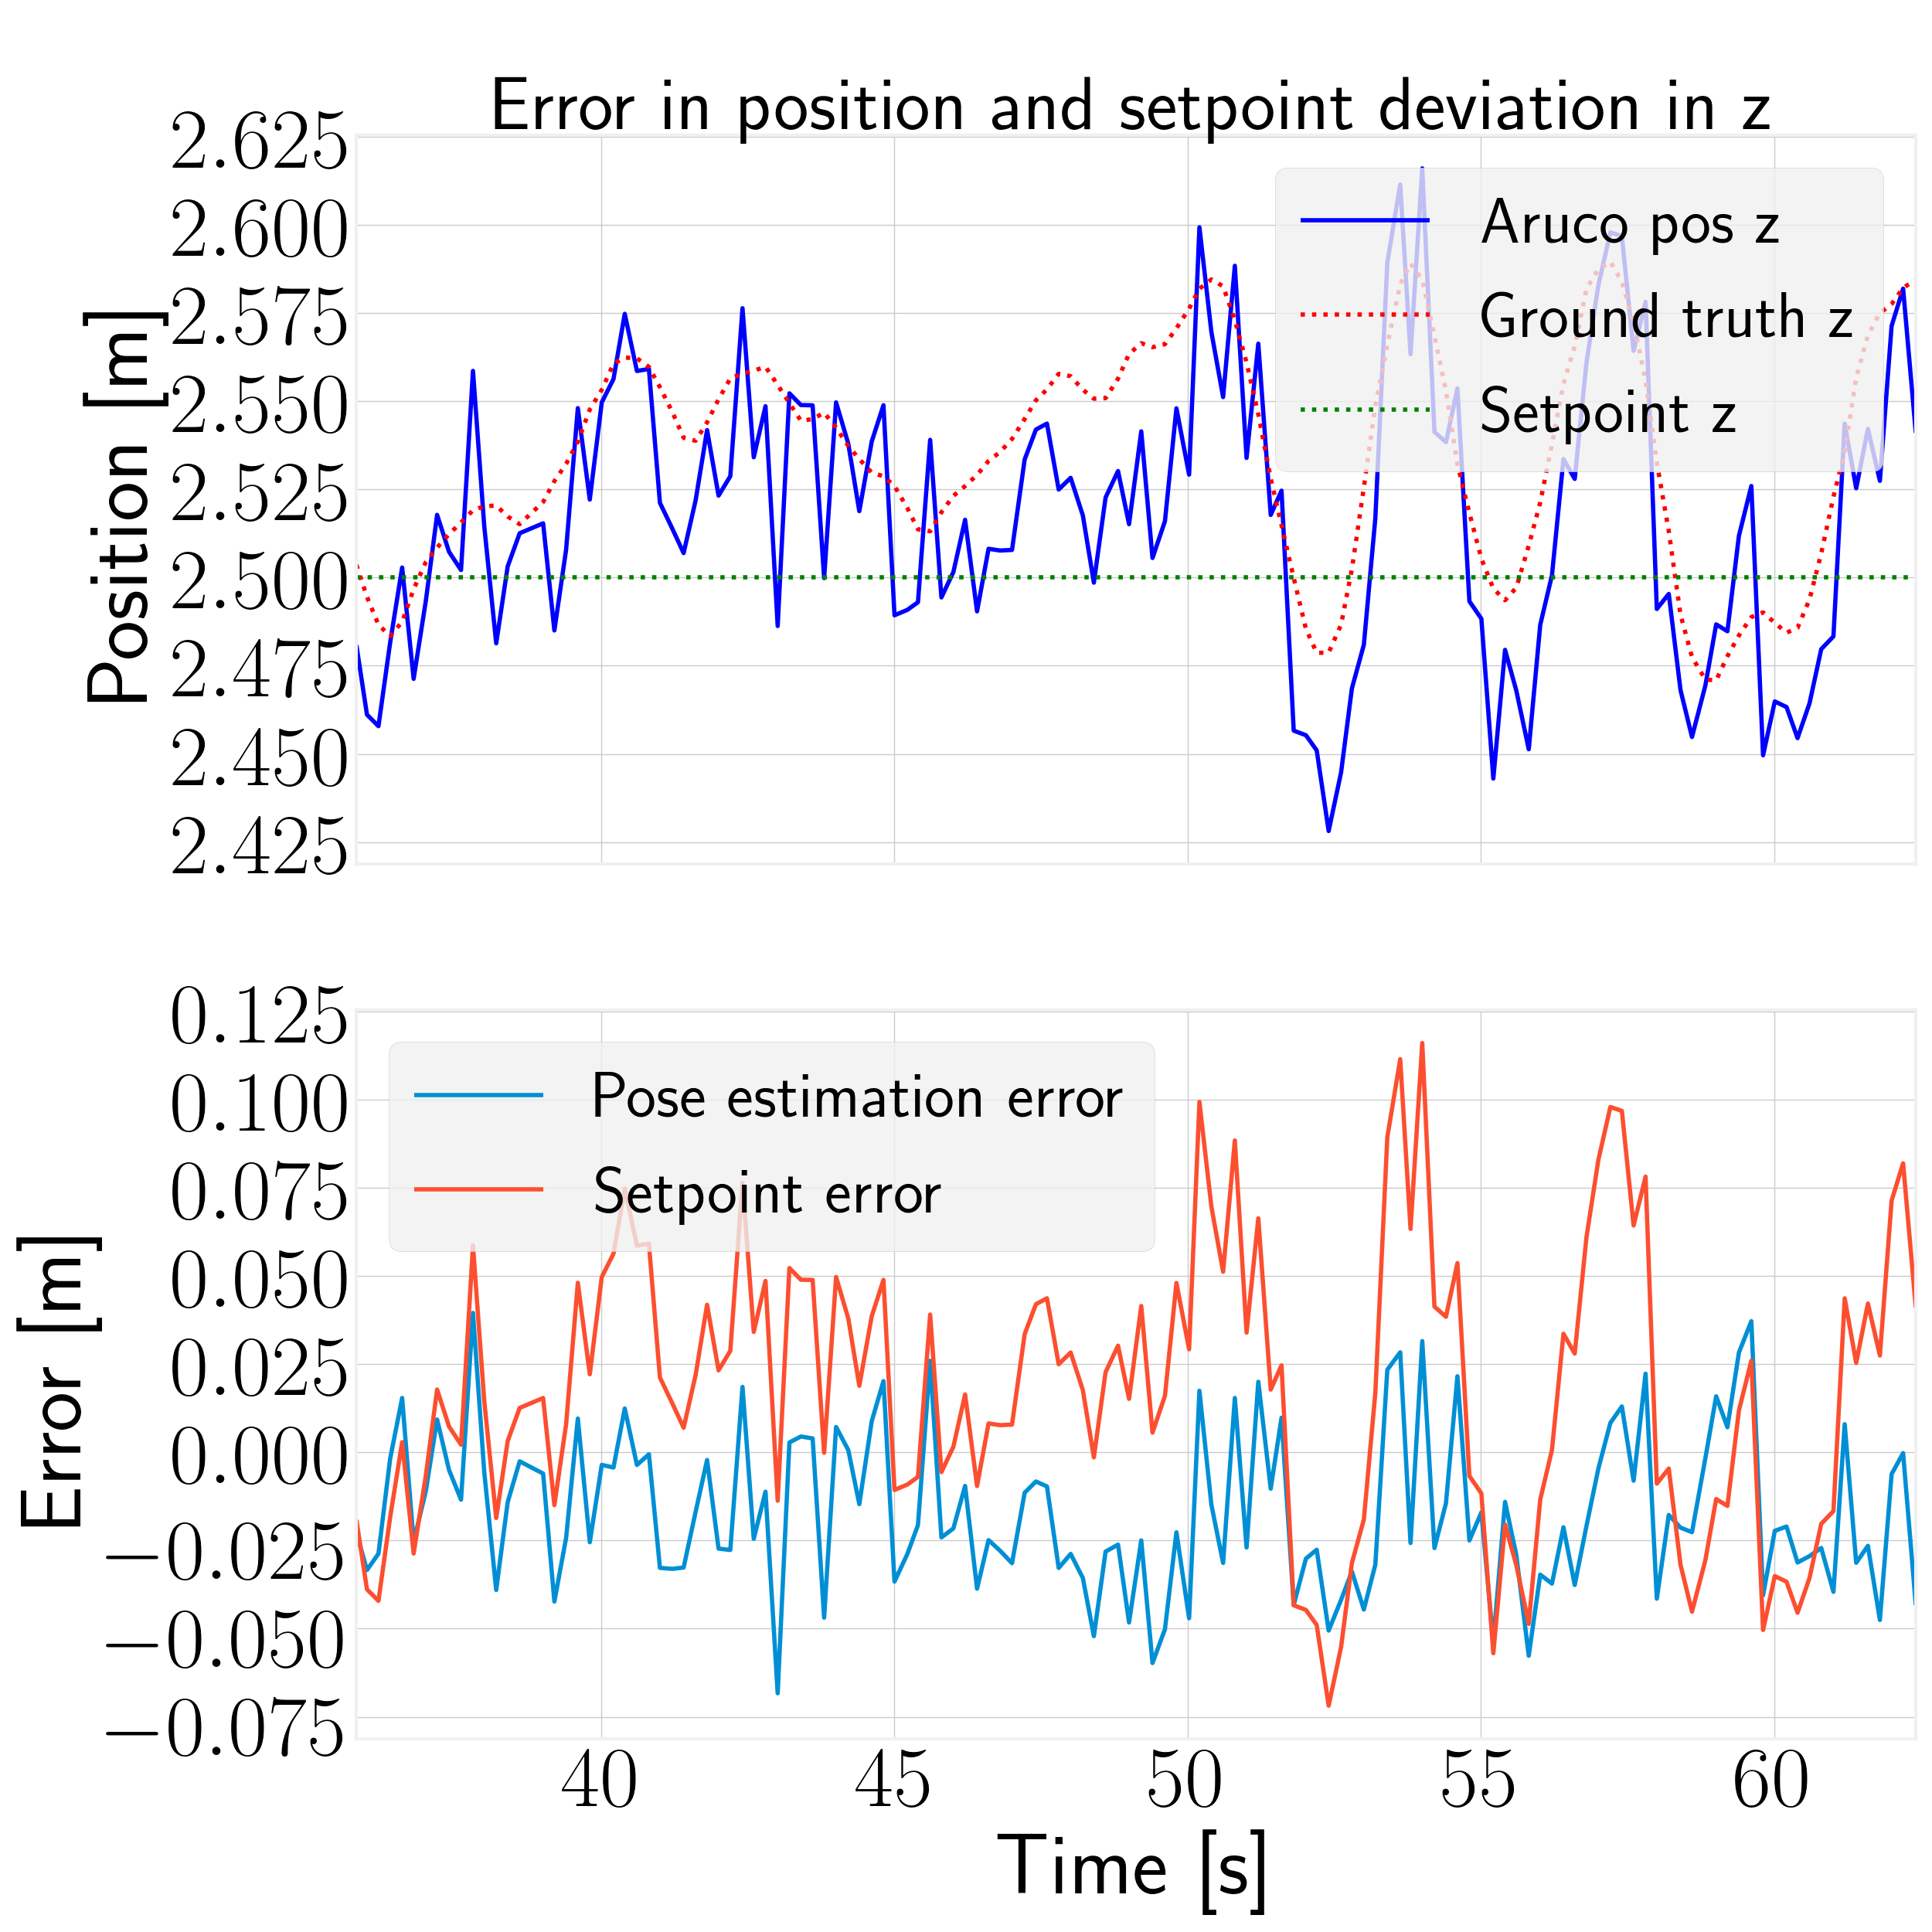 Error in position and setpoint deviation in z
Position [m]
2.625
2.600
2.575
2.550
2.525
2.500
2.475
2.450
2.425
Aruco pos z
Ground truth z
Setpoint z
Error [m]
0.125
0.100
0.075
0.050
0.025
0.000
−0.025
−0.050
−0.075
Pose estimation error
Setpoint error
40 45 50 55 60
Time [s]